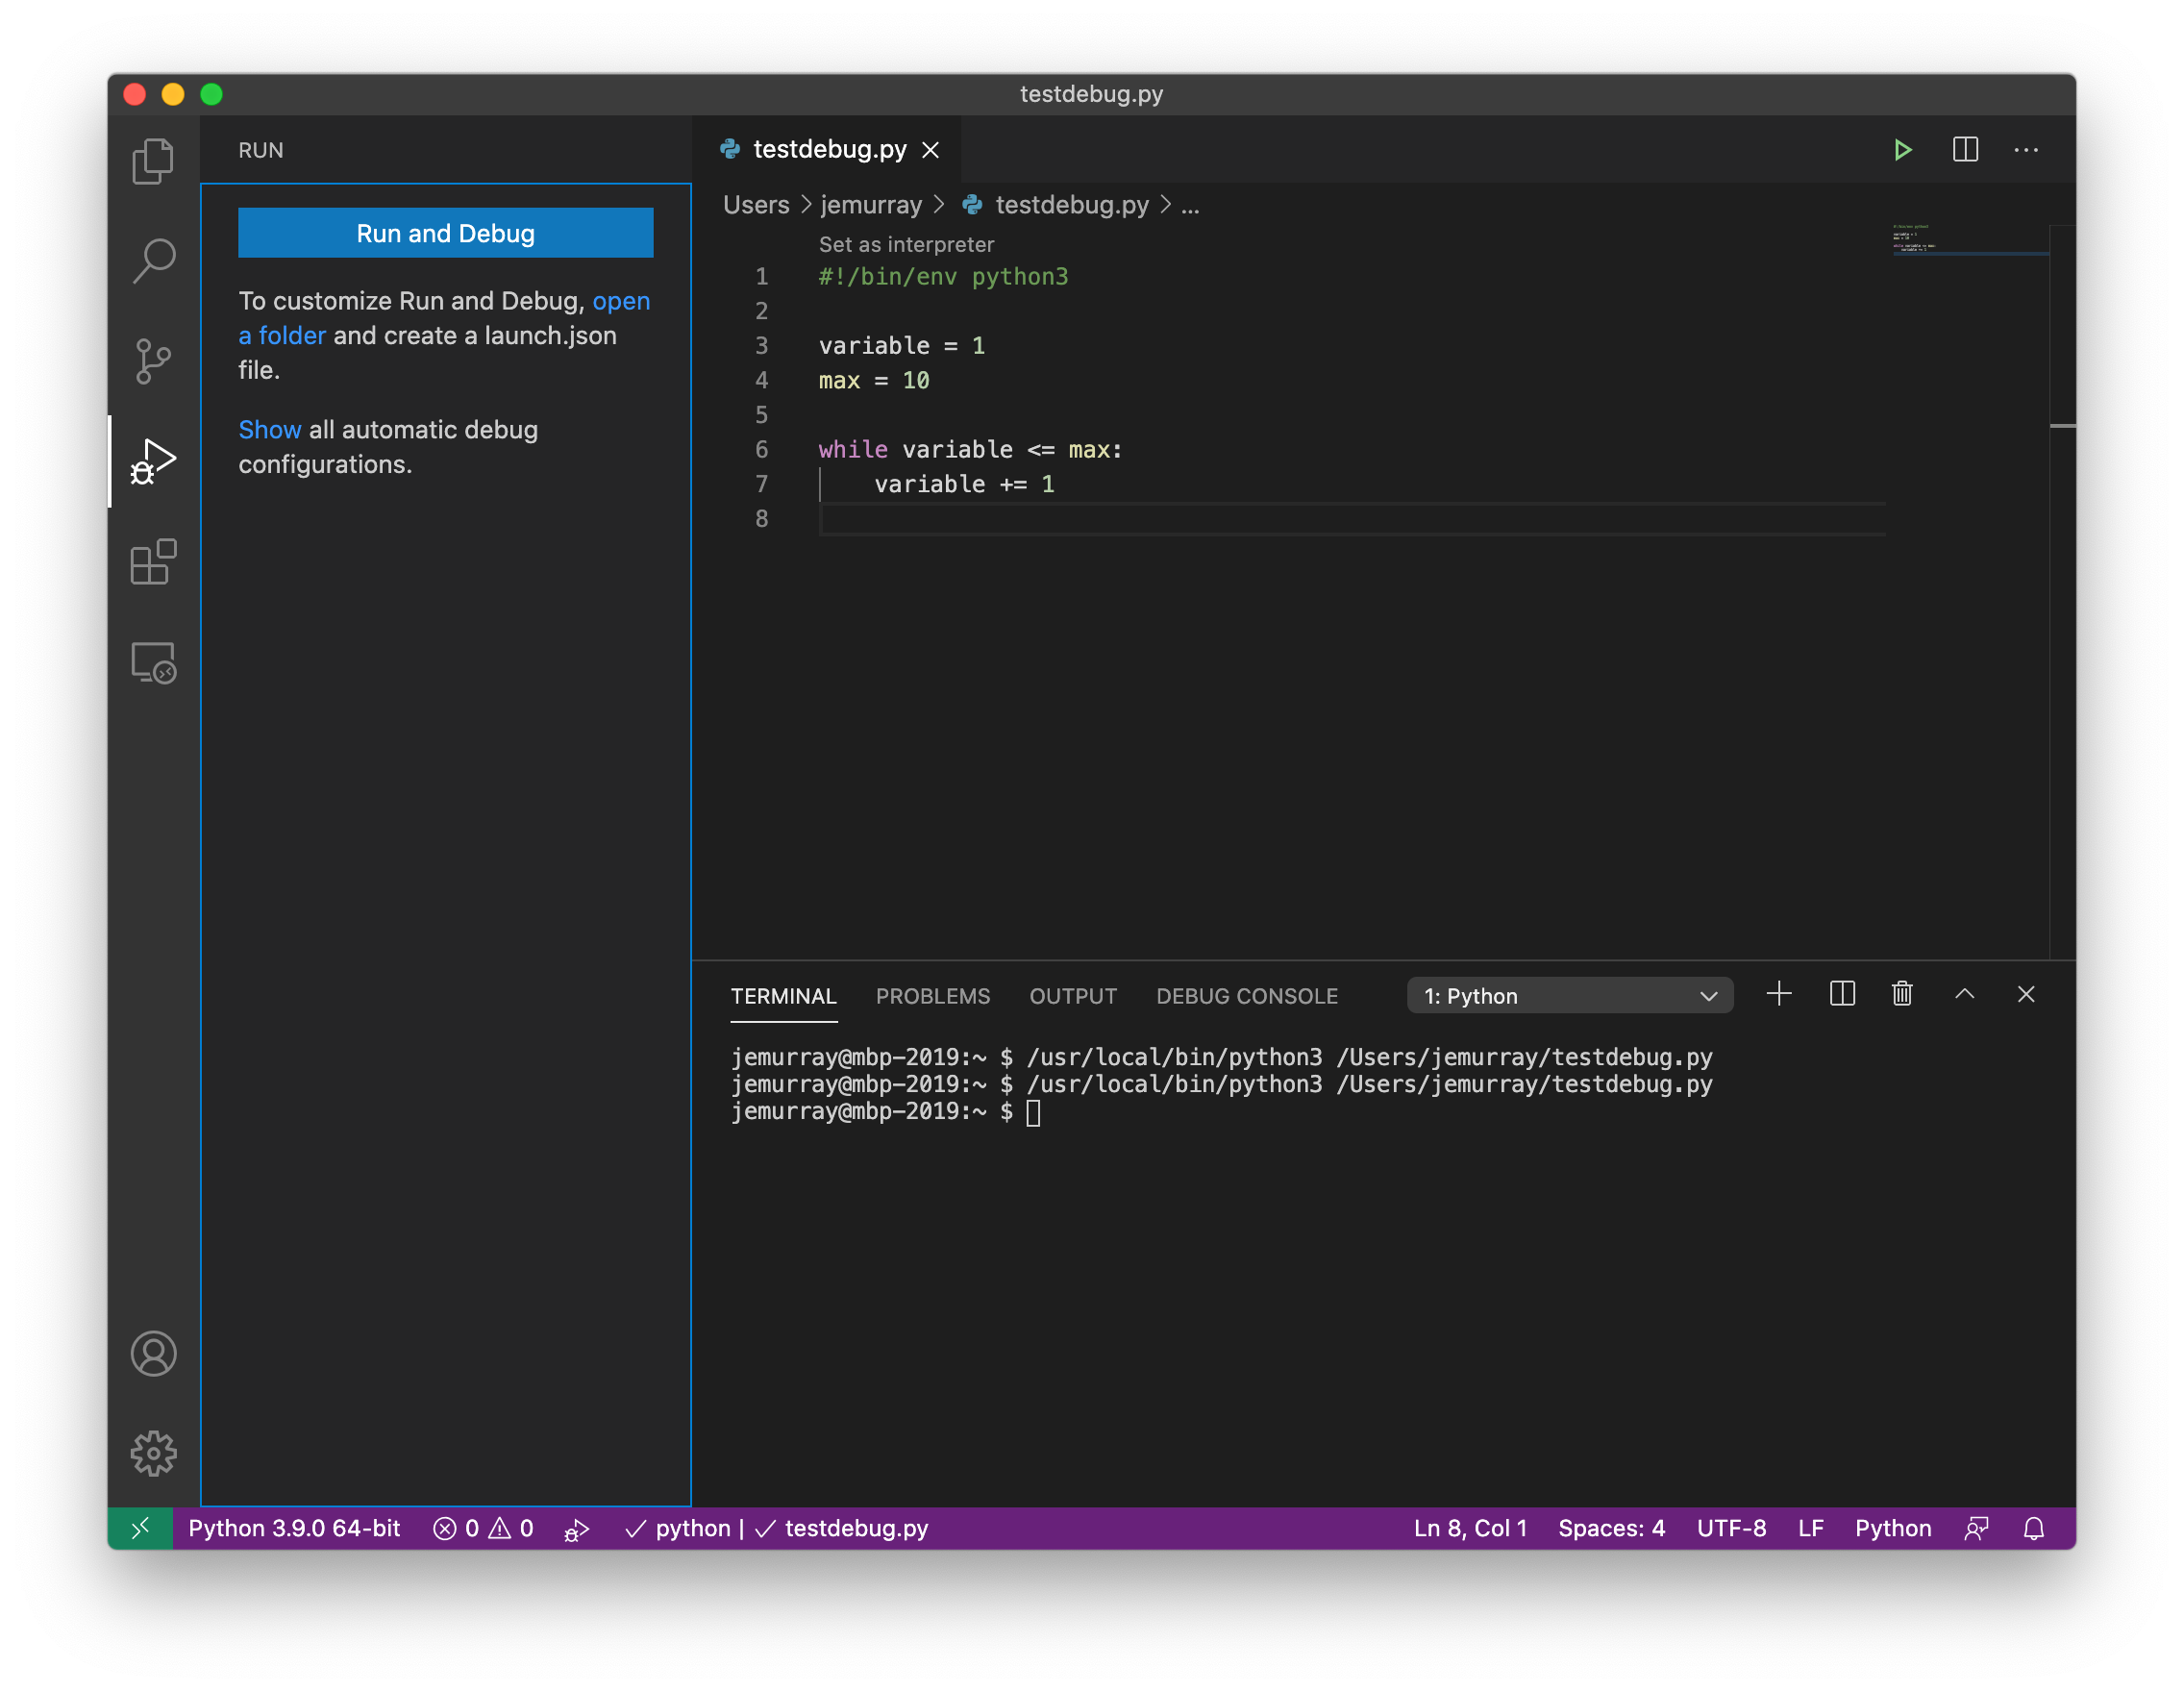 testdebug.py
RUN
Run and Debug
To customize Run and Debug, open
a folder and create a launch.json
file.
Show all automatic debug
configurations.
testdebug.py
Users > jemurray > testdebug.py > ...
Set as interpreter
1 #!/bin/env python3
2
3 variable = 1
4 max = 10
5
6 while variable <= max:
7 variable += 1
8
TERMINAL PROBLEMS OUTPUT DEBUG CONSOLE 1: Python
jemurray@mbp-2019:~ $ /usr/local/bin/python3 /Users/jemurray/testdebug.py
jemurray@mbp-2019:~ $ /usr/local/bin/python3 /Users/jemurray/testdebug.py
jemurray@mbp-2019:~ $
Python 3.9.0 64-bit 0 0 python | testdebug.py Ln 8, Col 1 Spaces: 4 UTF-8 LF Python